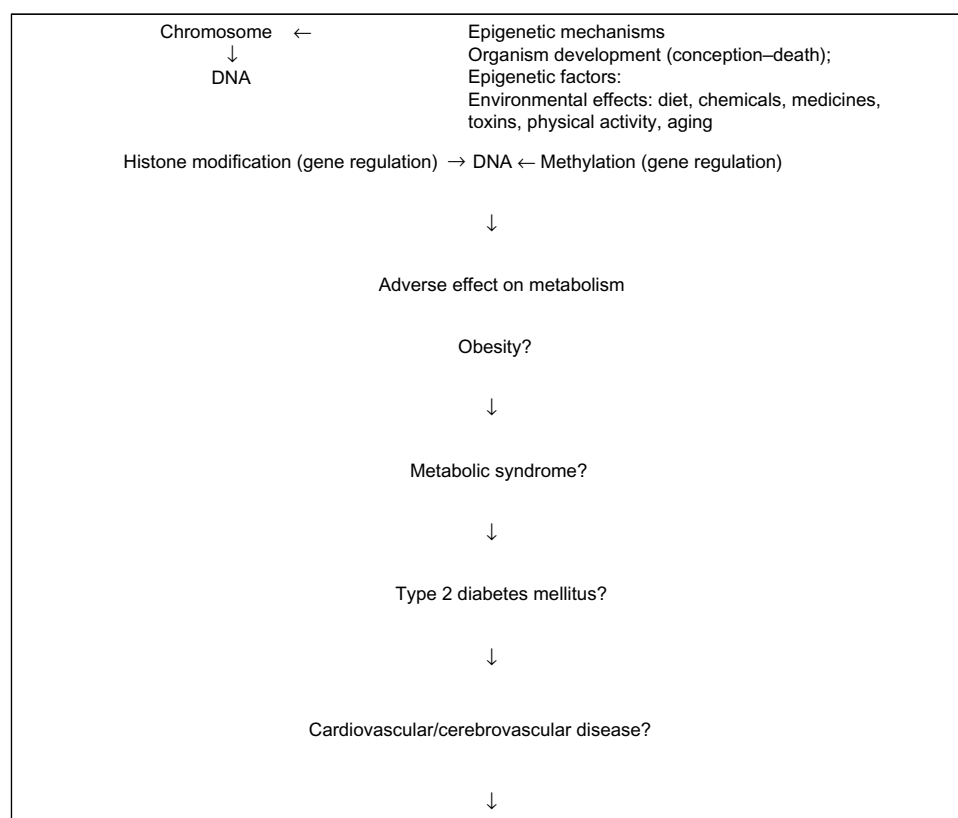 Chromosome ← Epigenetic mechanisms
↓ Organism development (conception–death);
DNA Epigenetic factors:
Environmental effects: diet, chemicals, medicines,
toxins, physical activity, aging
Histone modification (gene regulation) → DNA ← Methylation (gene regulation)
↓
Adverse effect on metabolism
Obesity?
↓
Metabolic syndrome?
↓
Type 2 diabetes mellitus?
↓
Cardiovascular/cerebrovascular disease?
↓